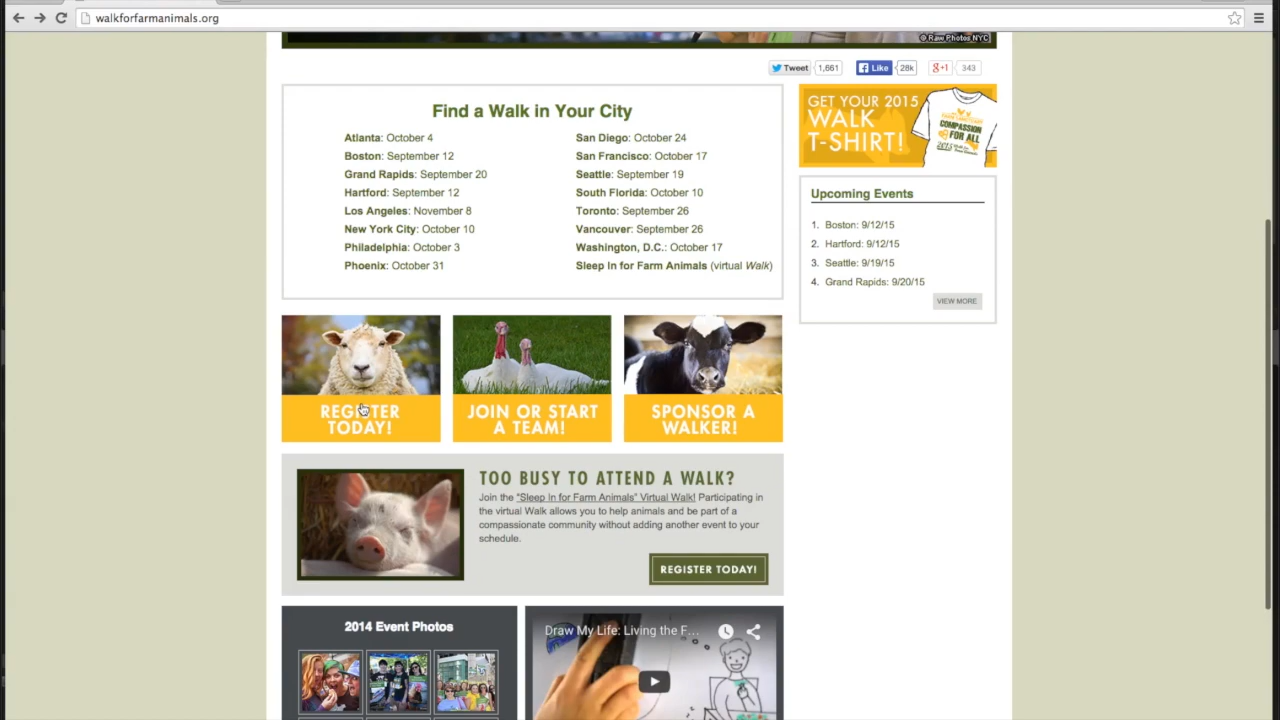 walkforfarmanimals.org
© Raw Photos NYC
Tweet 1,661 Like 28k +1 343
Find a Walk in Your City
Atlanta: October 4
Boston: September 12
Grand Rapids: September 20
Hartford: September 12
Los Angeles: November 8
New York City: October 10
Philadelphia: October 3
Phoenix: October 31
San Diego: October 24
San Francisco: October 17
Seattle: September 19
South Florida: October 10
Toronto: September 26
Vancouver: September 26
Washington, D.C.: October 17
Sleep In for Farm Animals (virtual Walk)
GET YOUR 2015
WALK
T-SHIRT!
COMPASSION
FOR ALL
2015
Upcoming Events
1. Boston: 9/12/15
2. Hartford: 9/12/15
3. Seattle: 9/19/15
4. Grand Rapids: 9/20/15
VIEW MORE
REGISTER
TODAY!
JOIN OR START
A TEAM!
SPONSOR A
WALKER!
TOO BUSY TO ATTEND A WALK?
Join the "Sleep In for Farm Animals" Virtual Walk! Participating in
the virtual Walk allows you to help animals and be part of a
compassionate community without adding another event to your
schedule.
REGISTER TODAY!
2014 Event Photos
Draw My Life: Living the F...